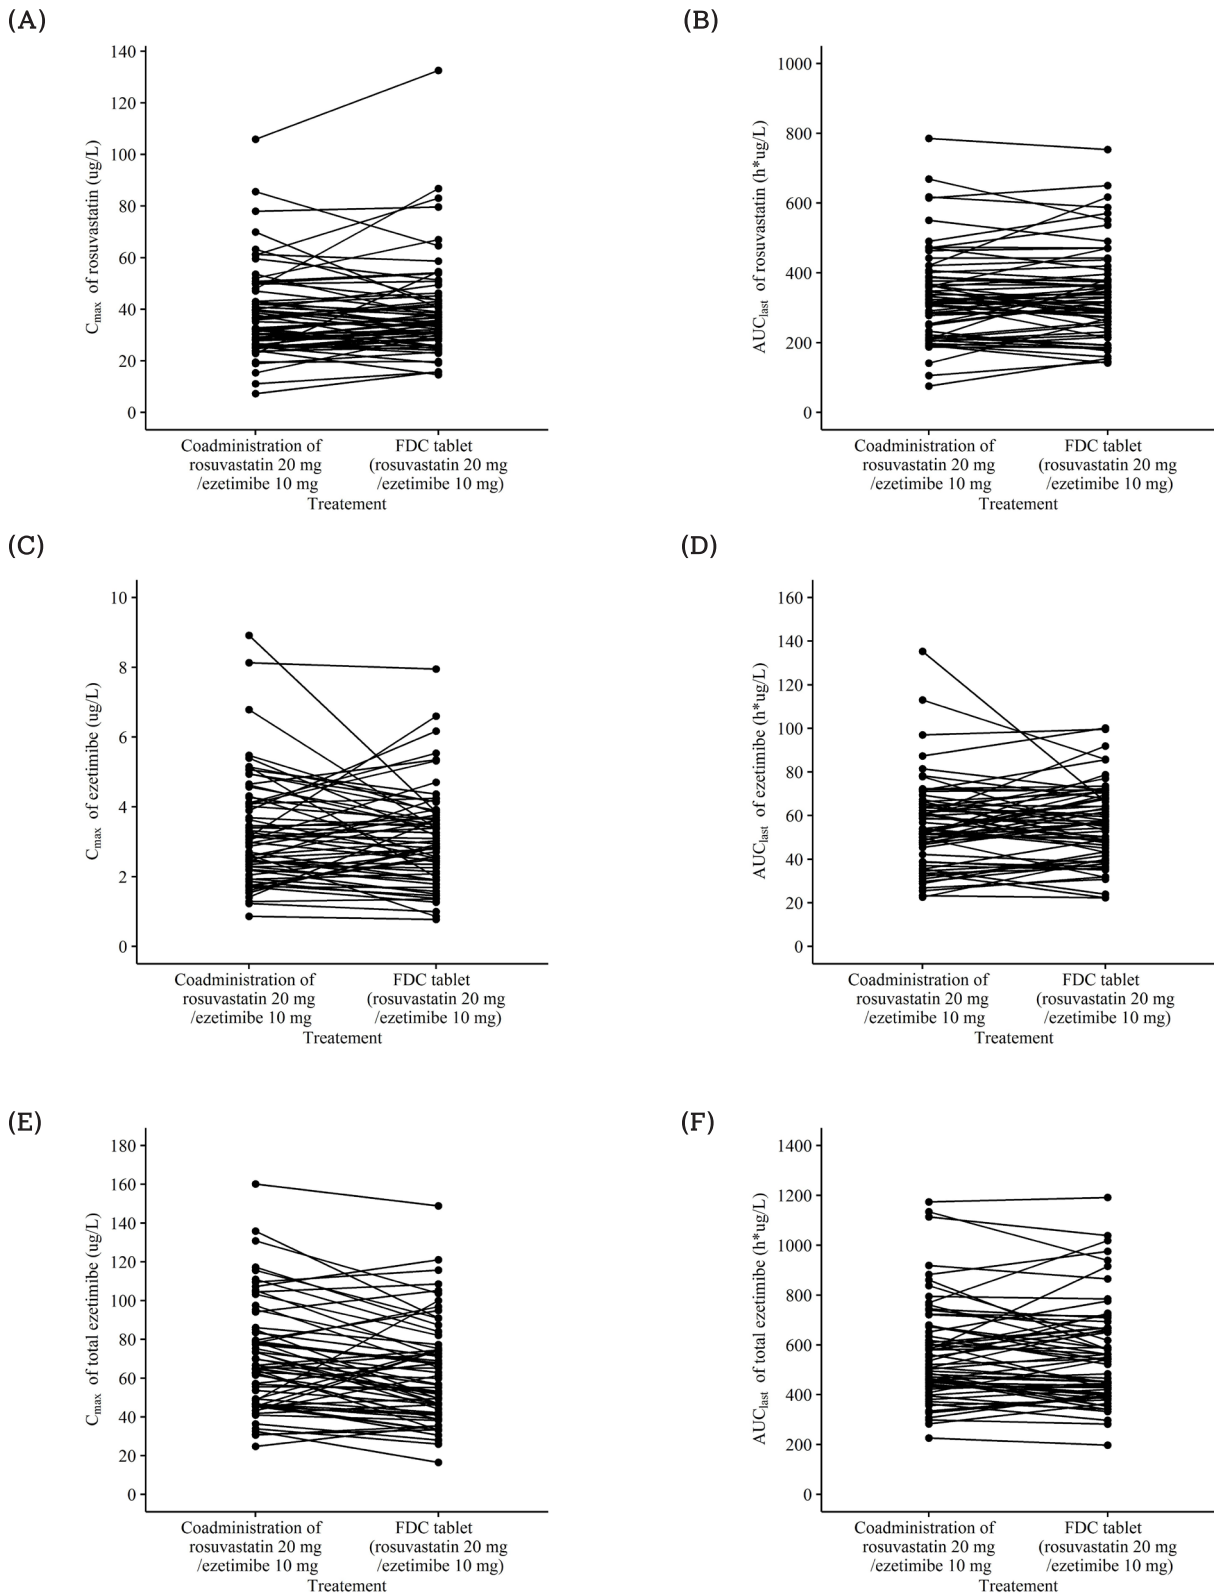 (A)
140
120
100
80
60
40
20
0
Cmax of rosuvastatin (ug/L)
Coadministration of
rosuvastatin 20 mg
/ezetimibe 10 mg
FDC tablet
(rosuvastatin 20 mg
/ezetimibe 10 mg)
Treatement
(B)
1000
800
600
400
200
0
AUClast of rosuvastatin (h*ug/L)
Coadministration of
rosuvastatin 20 mg
/ezetimibe 10 mg
FDC tablet
(rosuvastatin 20 mg
/ezetimibe 10 mg)
Treatement
(C)
10
8
6
4
2
0
Cmax of ezetimibe (ug/L)
Coadministration of
rosuvastatin 20 mg
/ezetimibe 10 mg
FDC tablet
(rosuvastatin 20 mg
/ezetimibe 10 mg)
Treatement
(D)
160
140
120
100
80
60
40
20
0
AUClast of ezetimibe (h*ug/L)
Coadministration of
rosuvastatin 20 mg
/ezetimibe 10 mg
FDC tablet
(rosuvastatin 20 mg
/ezetimibe 10 mg)
Treatement
(E)
180
160
140
120
100
80
60
40
20
0
Cmax of total ezetimibe (ug/L)
Coadministration of
rosuvastatin 20 mg
/ezetimibe 10 mg
FDC tablet
(rosuvastatin 20 mg
/ezetimibe 10 mg)
Treatement
(F)
1400
1200
1000
800
600
400
200
0
AUClast of total ezetimibe (h*ug/L)
Coadministration of
rosuvastatin 20 mg
/ezetimibe 10 mg
FDC tablet
(rosuvastatin 20 mg
/ezetimibe 10 mg)
Treatement